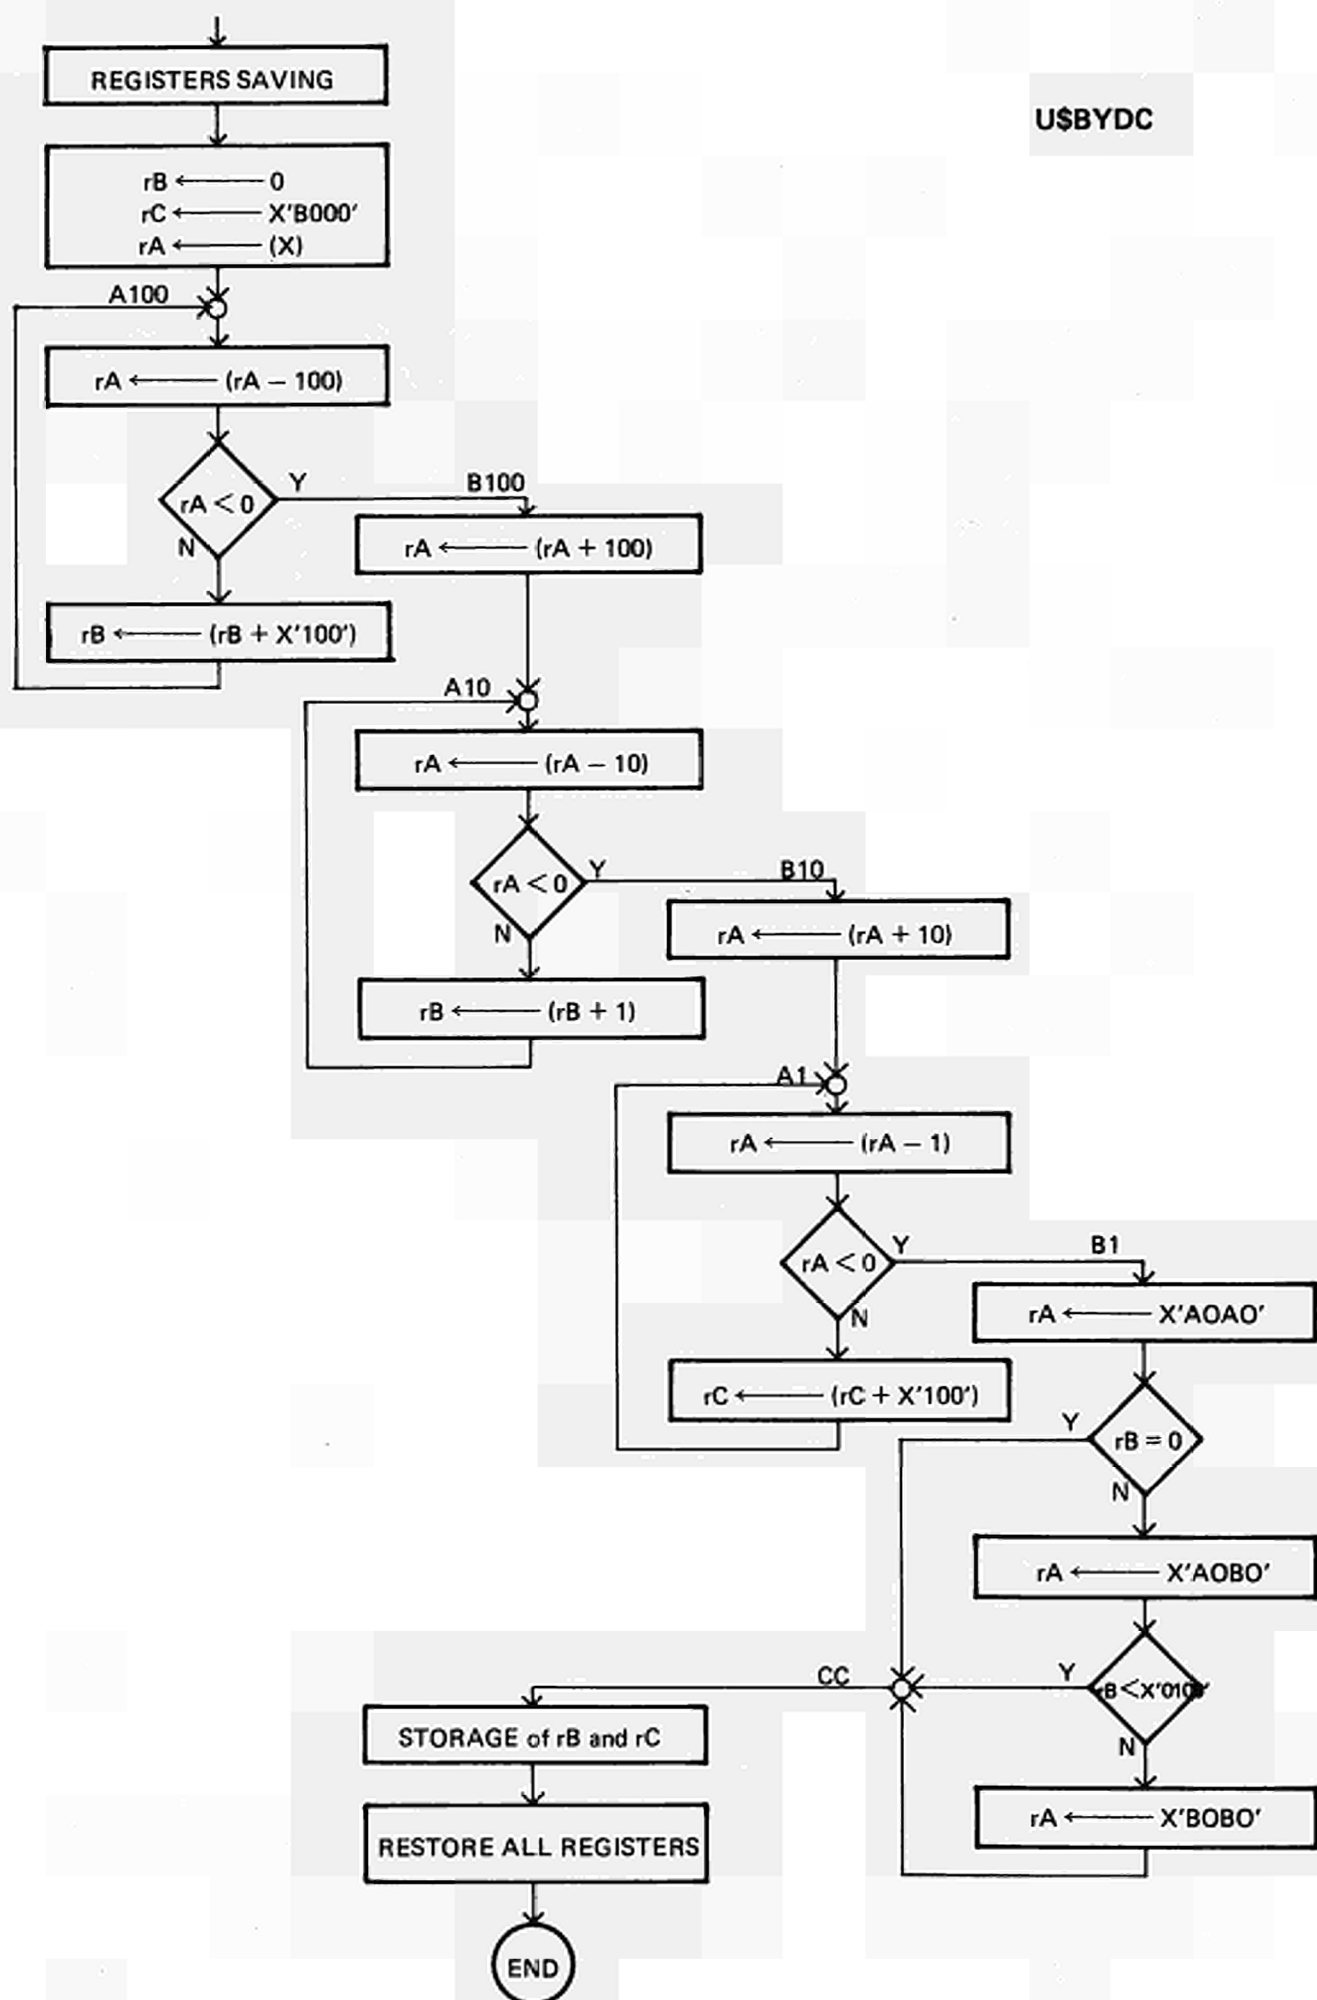 REGISTERS SAVING
U$BYDC
rB ← 0
rC ← X'B000'
rA ← (X)
A100
rA ← (rA – 100)
rA < 0
Y
B100
N
rA ← (rA + 100)
rB ← (rB + X'100')
A10
rA ← (rA – 10)
rA < 0
Y
B10
N
rA ← (rA + 10)
rB ← (rB + 1)
A1
rA ← (rA – 1)
rA < 0
Y
B1
N
rA ← X'AOAO'
rC ← (rC + X'100')
Y
rB = 0
N
rA ← X'AOBO'
CC
Y
N
STORAGE of rB and rC
rA ← X'BOBO'
RESTORE ALL REGISTERS
END